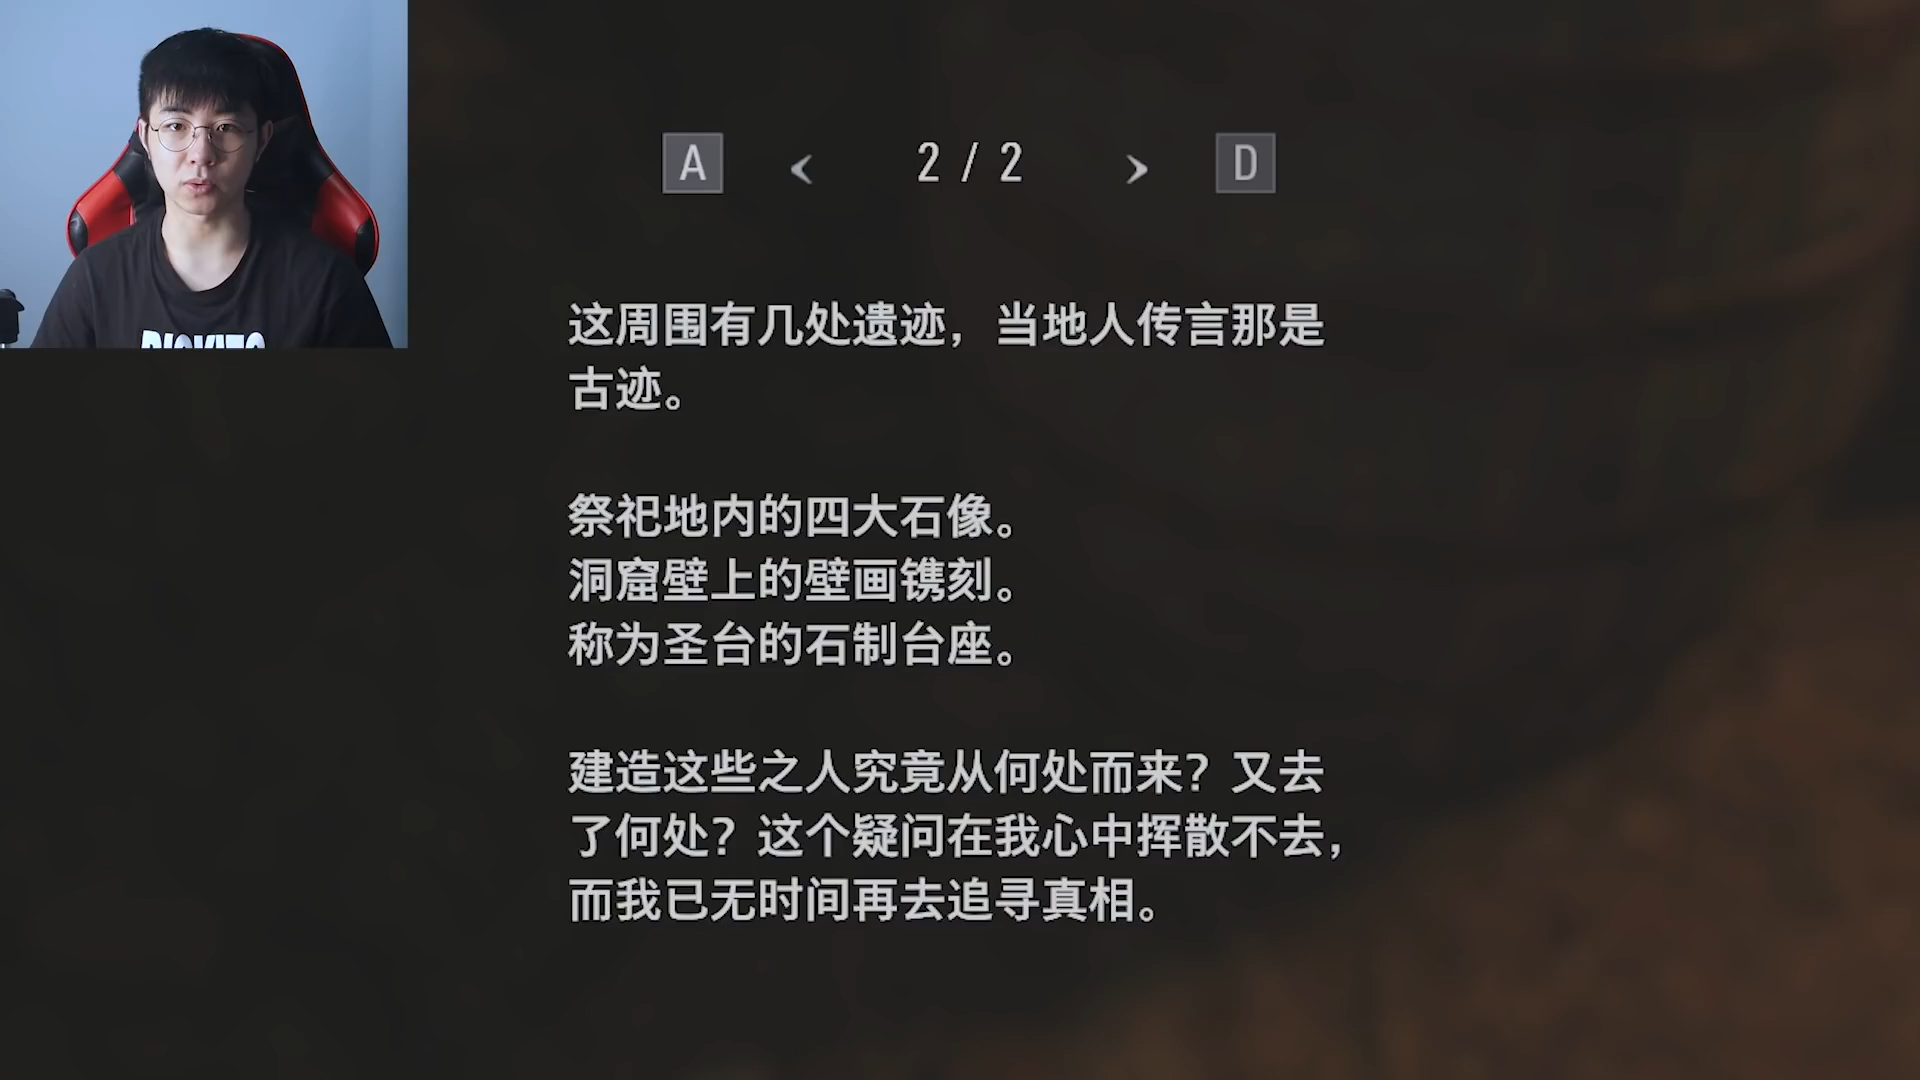 A < 2 / 2 > D
这周围有几处遗迹，当地人传言那是
古迹。
祭祀地内的四大石像。
洞窟壁上的壁画镌刻。
称为圣台的石制台座。
建造这些之人究竟从何处而来？又去
了何处？这个疑问在我心中挥散不去，
而我已无时间再去追寻真相。